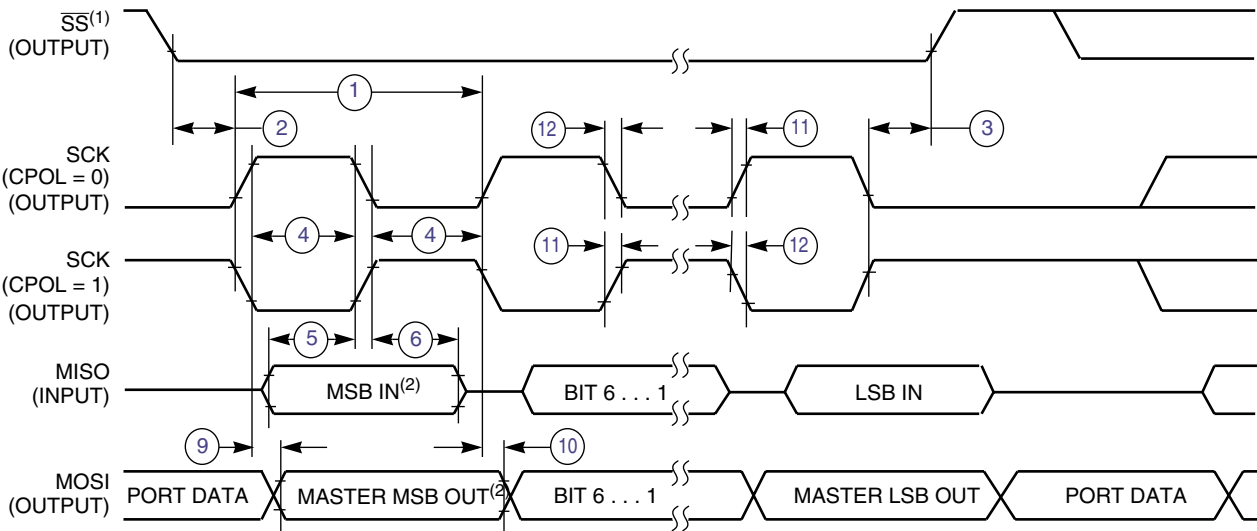 SS(1)
(OUTPUT)
1
2
12
11
3
SCK
(CPOL = 0)
(OUTPUT)
4
4
11
12
SCK
(CPOL = 1)
(OUTPUT)
5
6
MISO
(INPUT)
MSB IN(2)
BIT 6 . . . 1
LSB IN
9
10
MOSI
(OUTPUT)
PORT DATA
MASTER MSB OUT(2
BIT 6 . . . 1
MASTER LSB OUT
PORT DATA